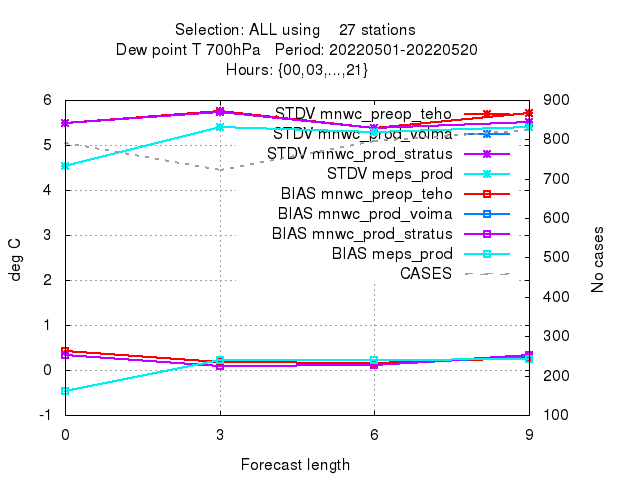 Selection: ALL using 27 stations
Dew point T 700hPa Period: 20220501-20220520
Hours: {00,03,...,21}
6
5
4
3
2
1
0
-1
deg C
STDV mnwc_preop_teho
STDV mnwc_prod_voima
STDV mnwc_prod_stratus
STDV meps_prod
BIAS mnwc_preop_teho
BIAS mnwc_prod_voima
BIAS mnwc_prod_stratus
BIAS meps_prod
CASES
900
800
700
600
500
400
300
200
100
No cases
0
3
6
9
Forecast length